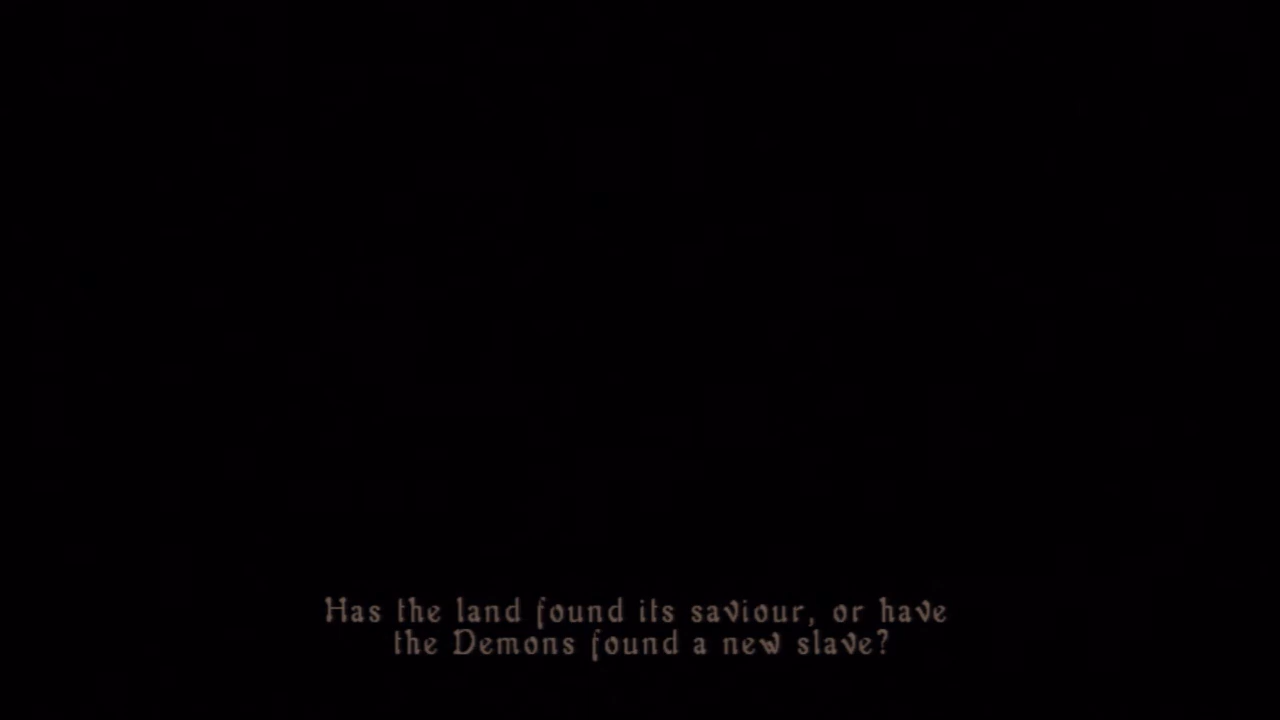 Has the land found its saviour, or have
the Demons found a new slave?